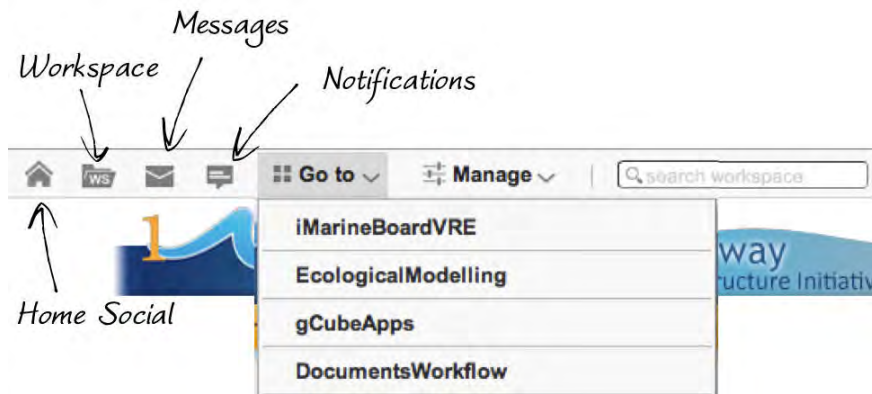 Messages
Workspace
Notifications
WS
Go to
Manage
search workspace
iMarineBoardVRE
way
EcologicalModelling
ructure Initiativ
Home Social
gCubeApps
DocumentsWorkflow